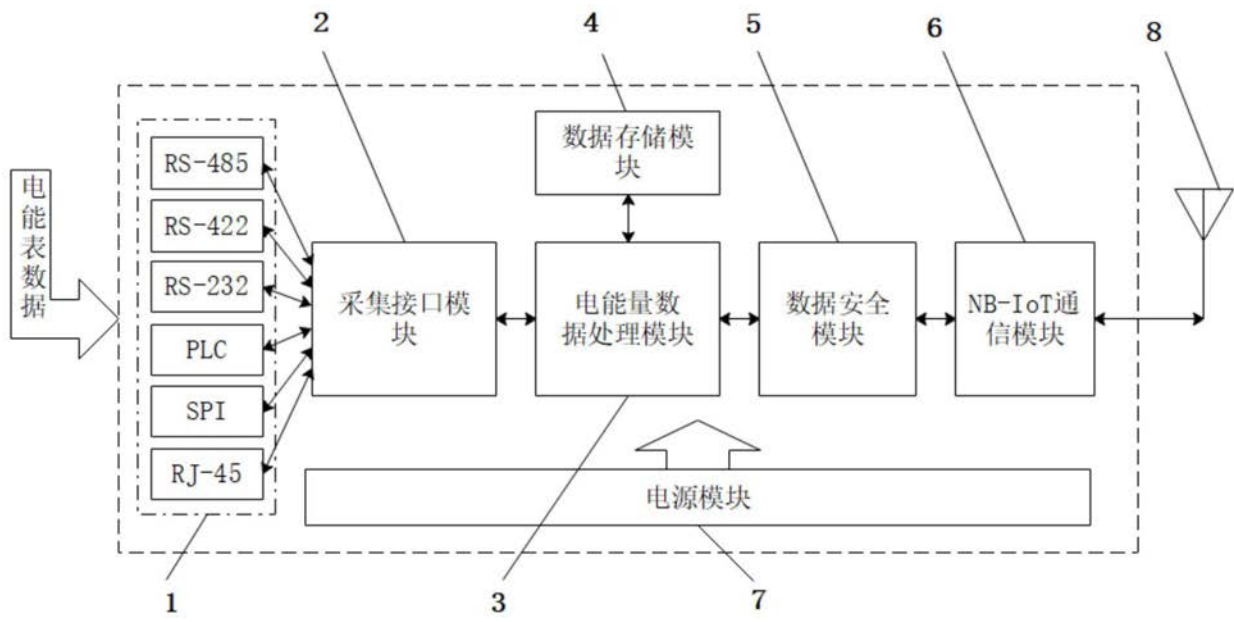 2
4
5
6
8
数据存储模
块
RS-485
RS-422
RS-232
PLC
SPI
RJ-45
电
能
表
数
据
采集接口模
块
电能量数
据处理模块
数据安全
模块
NB-IoT通
信模块
电源模块
1
3
7